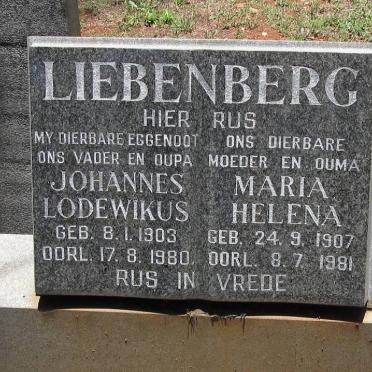 LIEBENBERG
HIER RUS
MY DIERBARE EGGENOOT
ONS VADER EN OUPA
JOHANNES
LODEWIKUS
GEB. 8.1.1903
OORL. 17.8.1980
ONS DIERBARE
MOEDER EN OUMA
MARIA
HELENA
GEB. 24.9.1907
OORL. 8.7.1981
RUS IN VREDE